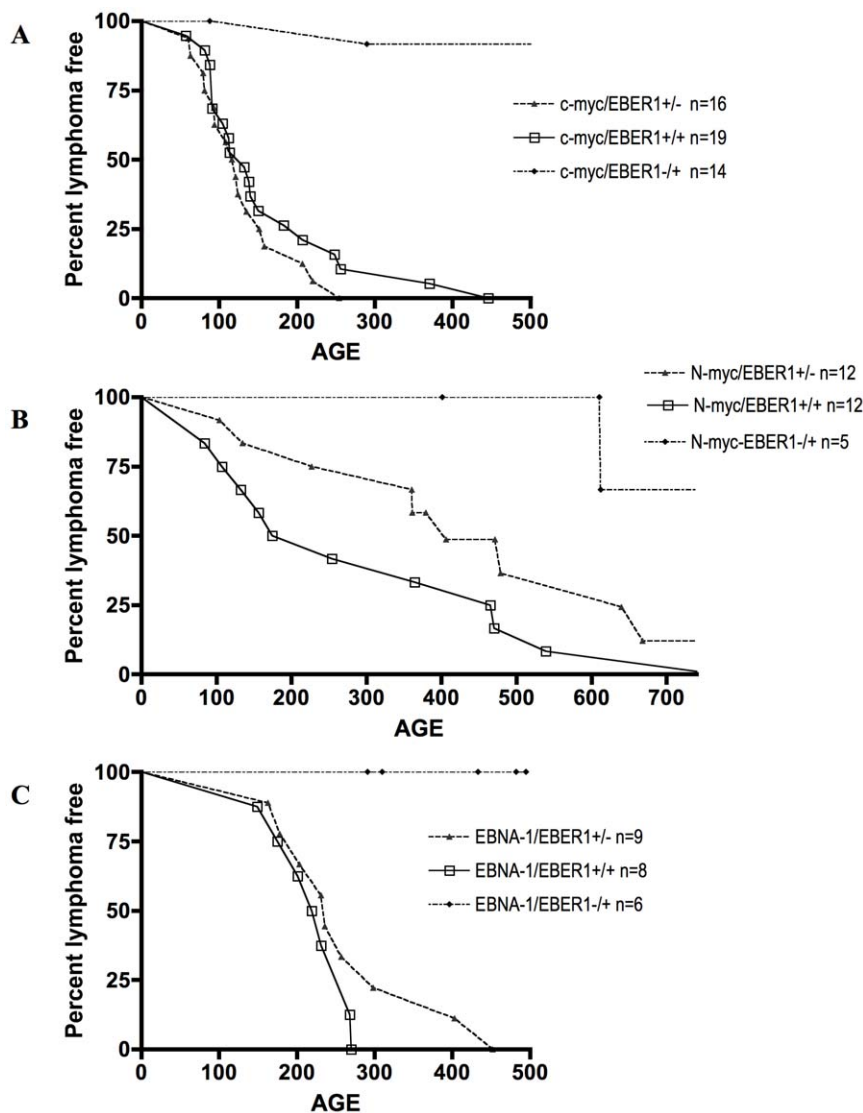 A
Percent lymphoma free
100
75
50
25
0
0 100 200 300 400 500
AGE
c-myc/EBER1+/- n=16
c-myc/EBER1+/+ n=19
c-myc/EBER1-/+ n=14
B
Percent lymphoma free
100
75
50
25
0
0 100 200 300 400 500 600 700
AGE
N-myc/EBER1+/- n=12
N-myc/EBER1+/+ n=12
N-myc-EBER1-/+ n=5
C
Percent lymphoma free
100
75
50
25
0
0 100 200 300 400 500
AGE
EBNA-1/EBER1+/- n=9
EBNA-1/EBER1+/+ n=8
EBNA-1/EBER1-/+ n=6